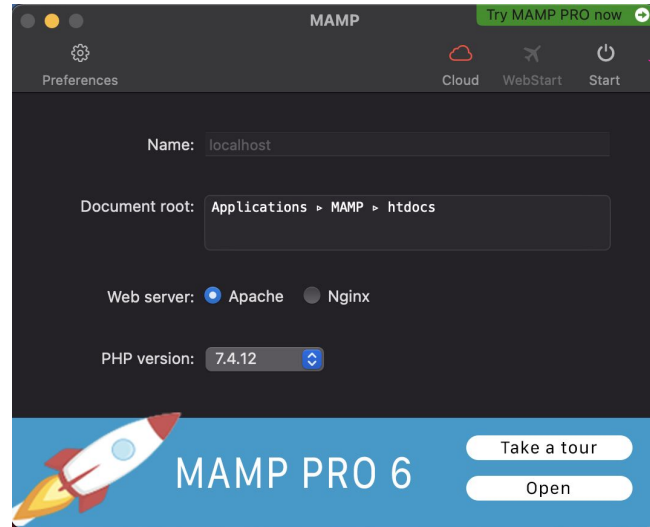 MAMP
Try MAMP PRO now
Preferences
Cloud
WebStart
Start
Name: localhost
Document root: Applications ▹ MAMP ▹ htdocs
Web server: Apache Nginx
PHP version: 7.4.12
MAMP PRO 6
Take a tour
Open